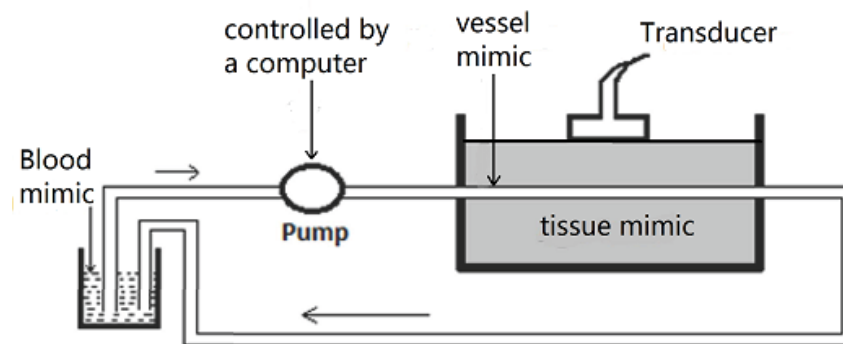 controlled by
a computer
vessel
mimic
Transducer
Blood
mimic
Pump
tissue mimic